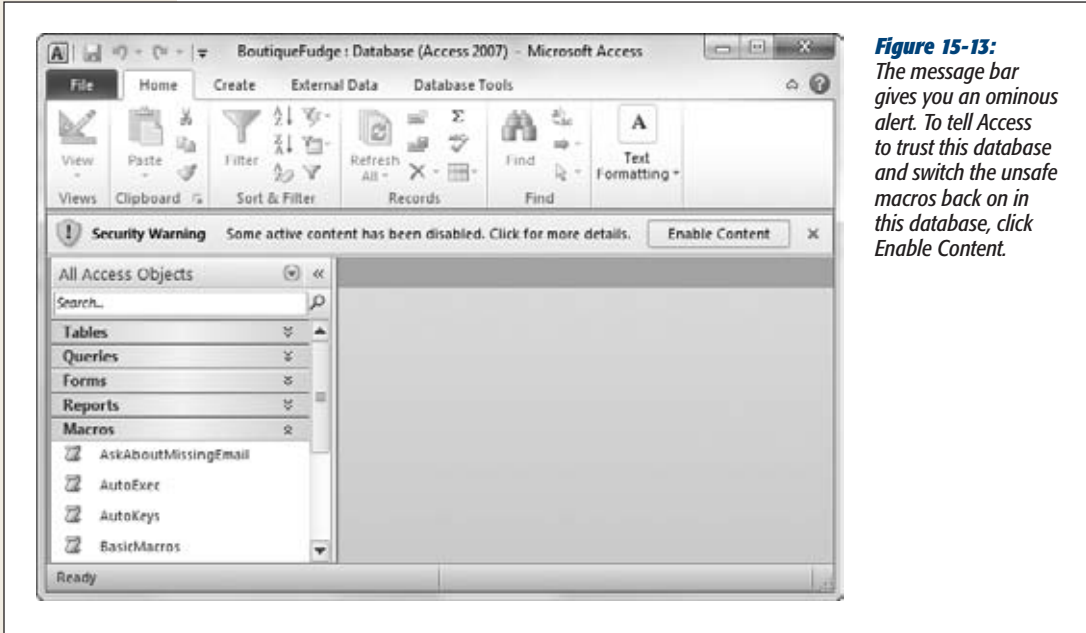 BoutiqueFudge : Database (Access 2007) - Microsoft Access
File Home Create External Data Database Tools
View
Paste
Filter
Refresh All
Find
A
Text Formatting
Views Clipboard Sort & Filter Records Find
Security Warning Some active content has been disabled. Click for more details. Enable Content
All Access Objects
Search...
Tables
Queries
Forms
Reports
Macros
AskAboutMissingEmail
AutoExec
AutoKeys
BasicMacros
Ready
Figure 15-13:
The message bar
gives you an ominous
alert. To tell Access
to trust this database
and switch the unsafe
macros back on in
this database, click
Enable Content.